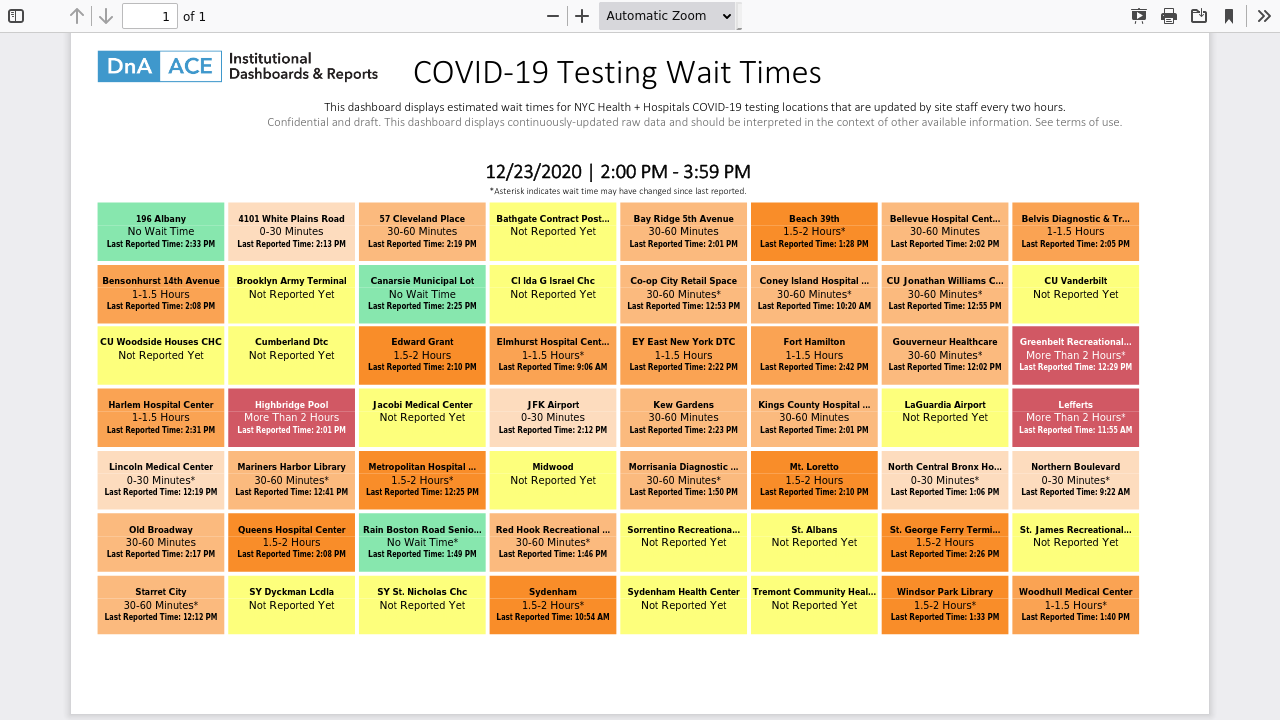 1 of 1 Automatic Zoom
DnA ACE Institutional
Dashboards & Reports
COVID-19 Testing Wait Times
This dashboard displays estimated wait times for NYC Health + Hospitals COVID-19 testing locations that are updated by site staff every two hours.
Confidential and draft. This dashboard displays continuously-updated raw data and should be interpreted in the context of other available information. See terms of use.
12/23/2020 | 2:00 PM - 3:59 PM
*Asterisk indicates wait time may have changed since last reported.
196 Albany
No Wait Time
Last Reported Time: 2:33 PM
4101 White Plains Road
0-30 Minutes
Last Reported Time: 2:13 PM
57 Cleveland Place
30-60 Minutes
Last Reported Time: 2:19 PM
Bathgate Contract Post...
Not Reported Yet
Bay Ridge 5th Avenue
30-60 Minutes
Last Reported Time: 2:01 PM
Beach 39th
1.5-2 Hours*
Last Reported Time: 1:28 PM
Bellevue Hospital Cent...
30-60 Minutes
Last Reported Time: 2:02 PM
Belvis Diagnostic & Tr...
1-1.5 Hours
Last Reported Time: 2:05 PM
Bensonhurst 14th Avenue
1-1.5 Hours
Last Reported Time: 2:08 PM
Brooklyn Army Terminal
Not Reported Yet
Canarsie Municipal Lot
No Wait Time
Last Reported Time: 2:25 PM
Cl Ida G Israel Chc
Not Reported Yet
Co-op City Retail Space
30-60 Minutes*
Last Reported Time: 12:53 PM
Coney Island Hospital ...
30-60 Minutes*
Last Reported Time: 10:20 AM
CU Jonathan Williams C...
30-60 Minutes*
Last Reported Time: 12:55 PM
CU Vanderbilt
Not Reported Yet
CU Woodside Houses CHC
Not Reported Yet
Cumberland Dtc
Not Reported Yet
Edward Grant
1.5-2 Hours
Last Reported Time: 2:10 PM
Elmhurst Hospital Cent...
1-1.5 Hours*
Last Reported Time: 9:06 AM
EY East New York DTC
1-1.5 Hours
Last Reported Time: 2:22 PM
Fort Hamilton
1-1.5 Hours
Last Reported Time: 2:42 PM
Gouverneur Healthcare
30-60 Minutes*
Last Reported Time: 12:02 PM
Greenbelt Recreational...
More Than 2 Hours*
Last Reported Time: 12:29 PM
Harlem Hospital Center
1-1.5 Hours
Last Reported Time: 2:31 PM
Highbridge Pool
More Than 2 Hours
Last Reported Time: 2:01 PM
Jacobi Medical Center
Not Reported Yet
JFK Airport
0-30 Minutes
Last Reported Time: 2:12 PM
Kew Gardens
30-60 Minutes
Last Reported Time: 2:23 PM
Kings County Hospital ...
30-60 Minutes
Last Reported Time: 2:01 PM
LaGuardia Airport
Not Reported Yet
Lefferts
More Than 2 Hours*
Last Reported Time: 11:55 AM
Lincoln Medical Center
0-30 Minutes*
Last Reported Time: 12:19 PM
Mariners Harbor Library
30-60 Minutes*
Last Reported Time: 12:41 PM
Metropolitan Hospital ...
1.5-2 Hours*
Last Reported Time: 12:25 PM
Midwood
Not Reported Yet
Morrisania Diagnostic ...
30-60 Minutes*
Last Reported Time: 1:50 PM
Mt. Loretto
1.5-2 Hours
Last Reported Time: 2:10 PM
North Central Bronx Ho...
0-30 Minutes*
Last Reported Time: 1:06 PM
Northern Boulevard
0-30 Minutes*
Last Reported Time: 9:22 AM
Old Broadway
30-60 Minutes
Last Reported Time: 2:17 PM
Queens Hospital Center
1.5-2 Hours
Last Reported Time: 2:08 PM
Rain Boston Road Senio...
No Wait Time*
Last Reported Time: 1:49 PM
Red Hook Recreational ...
30-60 Minutes*
Last Reported Time: 1:46 PM
Sorrentino Recreationa...
Not Reported Yet
St. Albans
Not Reported Yet
St. George Ferry Termi...
1.5-2 Hours
Last Reported Time: 2:26 PM
St. James Recreational...
Not Reported Yet
Starret City
30-60 Minutes*
Last Reported Time: 12:12 PM
SY Dyckman Lcdla
Not Reported Yet
SY St. Nicholas Chc
Not Reported Yet
Sydenham
1.5-2 Hours*
Last Reported Time: 10:54 AM
Sydenham Health Center
Not Reported Yet
Tremont Community Heal...
Not Reported Yet
Windsor Park Library
1.5-2 Hours*
Last Reported Time: 1:33 PM
Woodhull Medical Center
1-1.5 Hours*
Last Reported Time: 1:40 PM